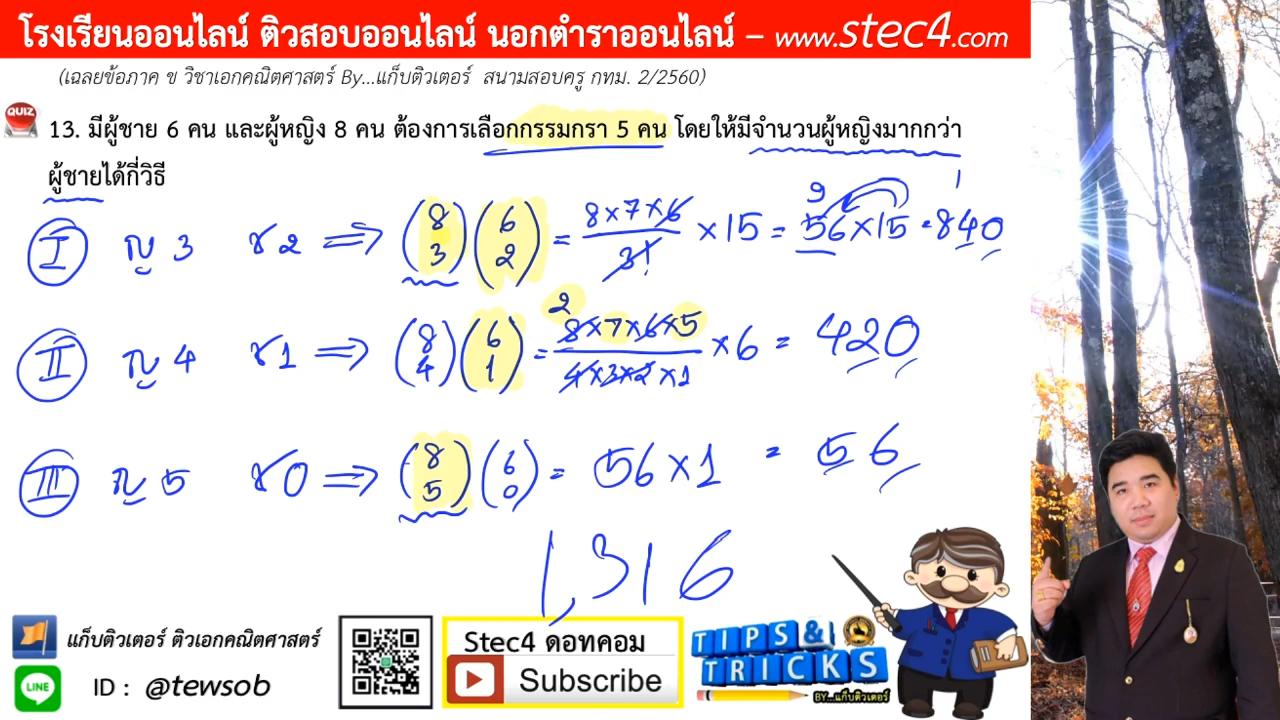 โรงเรียนออนไลน์ ติวสอบออนไลน์ นอกตำราออนไลน์ – www.stec4.com
(เฉลยข้อภาค ข วิชาเอกคณิตศาสตร์ By...แก็บติวเตอร์ สนามสอบครู กทม. 2/2560)
QUIZ
13. มีผู้ชาย 6 คน และผู้หญิง 8 คน ต้องการเลือกกรรมกรา 5 คน โดยให้มีจำนวนผู้หญิงมากกว่า
ผู้ชายได้กี่วิธี
I ญ 3 ช 2 ⇒ (8 3)(6 2) = 8×7×6/3! ×15 = 56×15 = 840
II ญ 4 ช 1 ⇒ (8 4)(6 1) = 8×7×6×5/4×3×2×1 ×6 = 420
III ญ 5 ช 0 ⇒ (8 5)(6 0) = 56×1 = 56
1,316
แก็บติวเตอร์ ติวเอกคณิตศาสตร์
LINE
ID : @tewsob
Stec4 ดอทคอม
Subscribe
TIPS &
TRICKS
BY...แก็บติวเตอร์